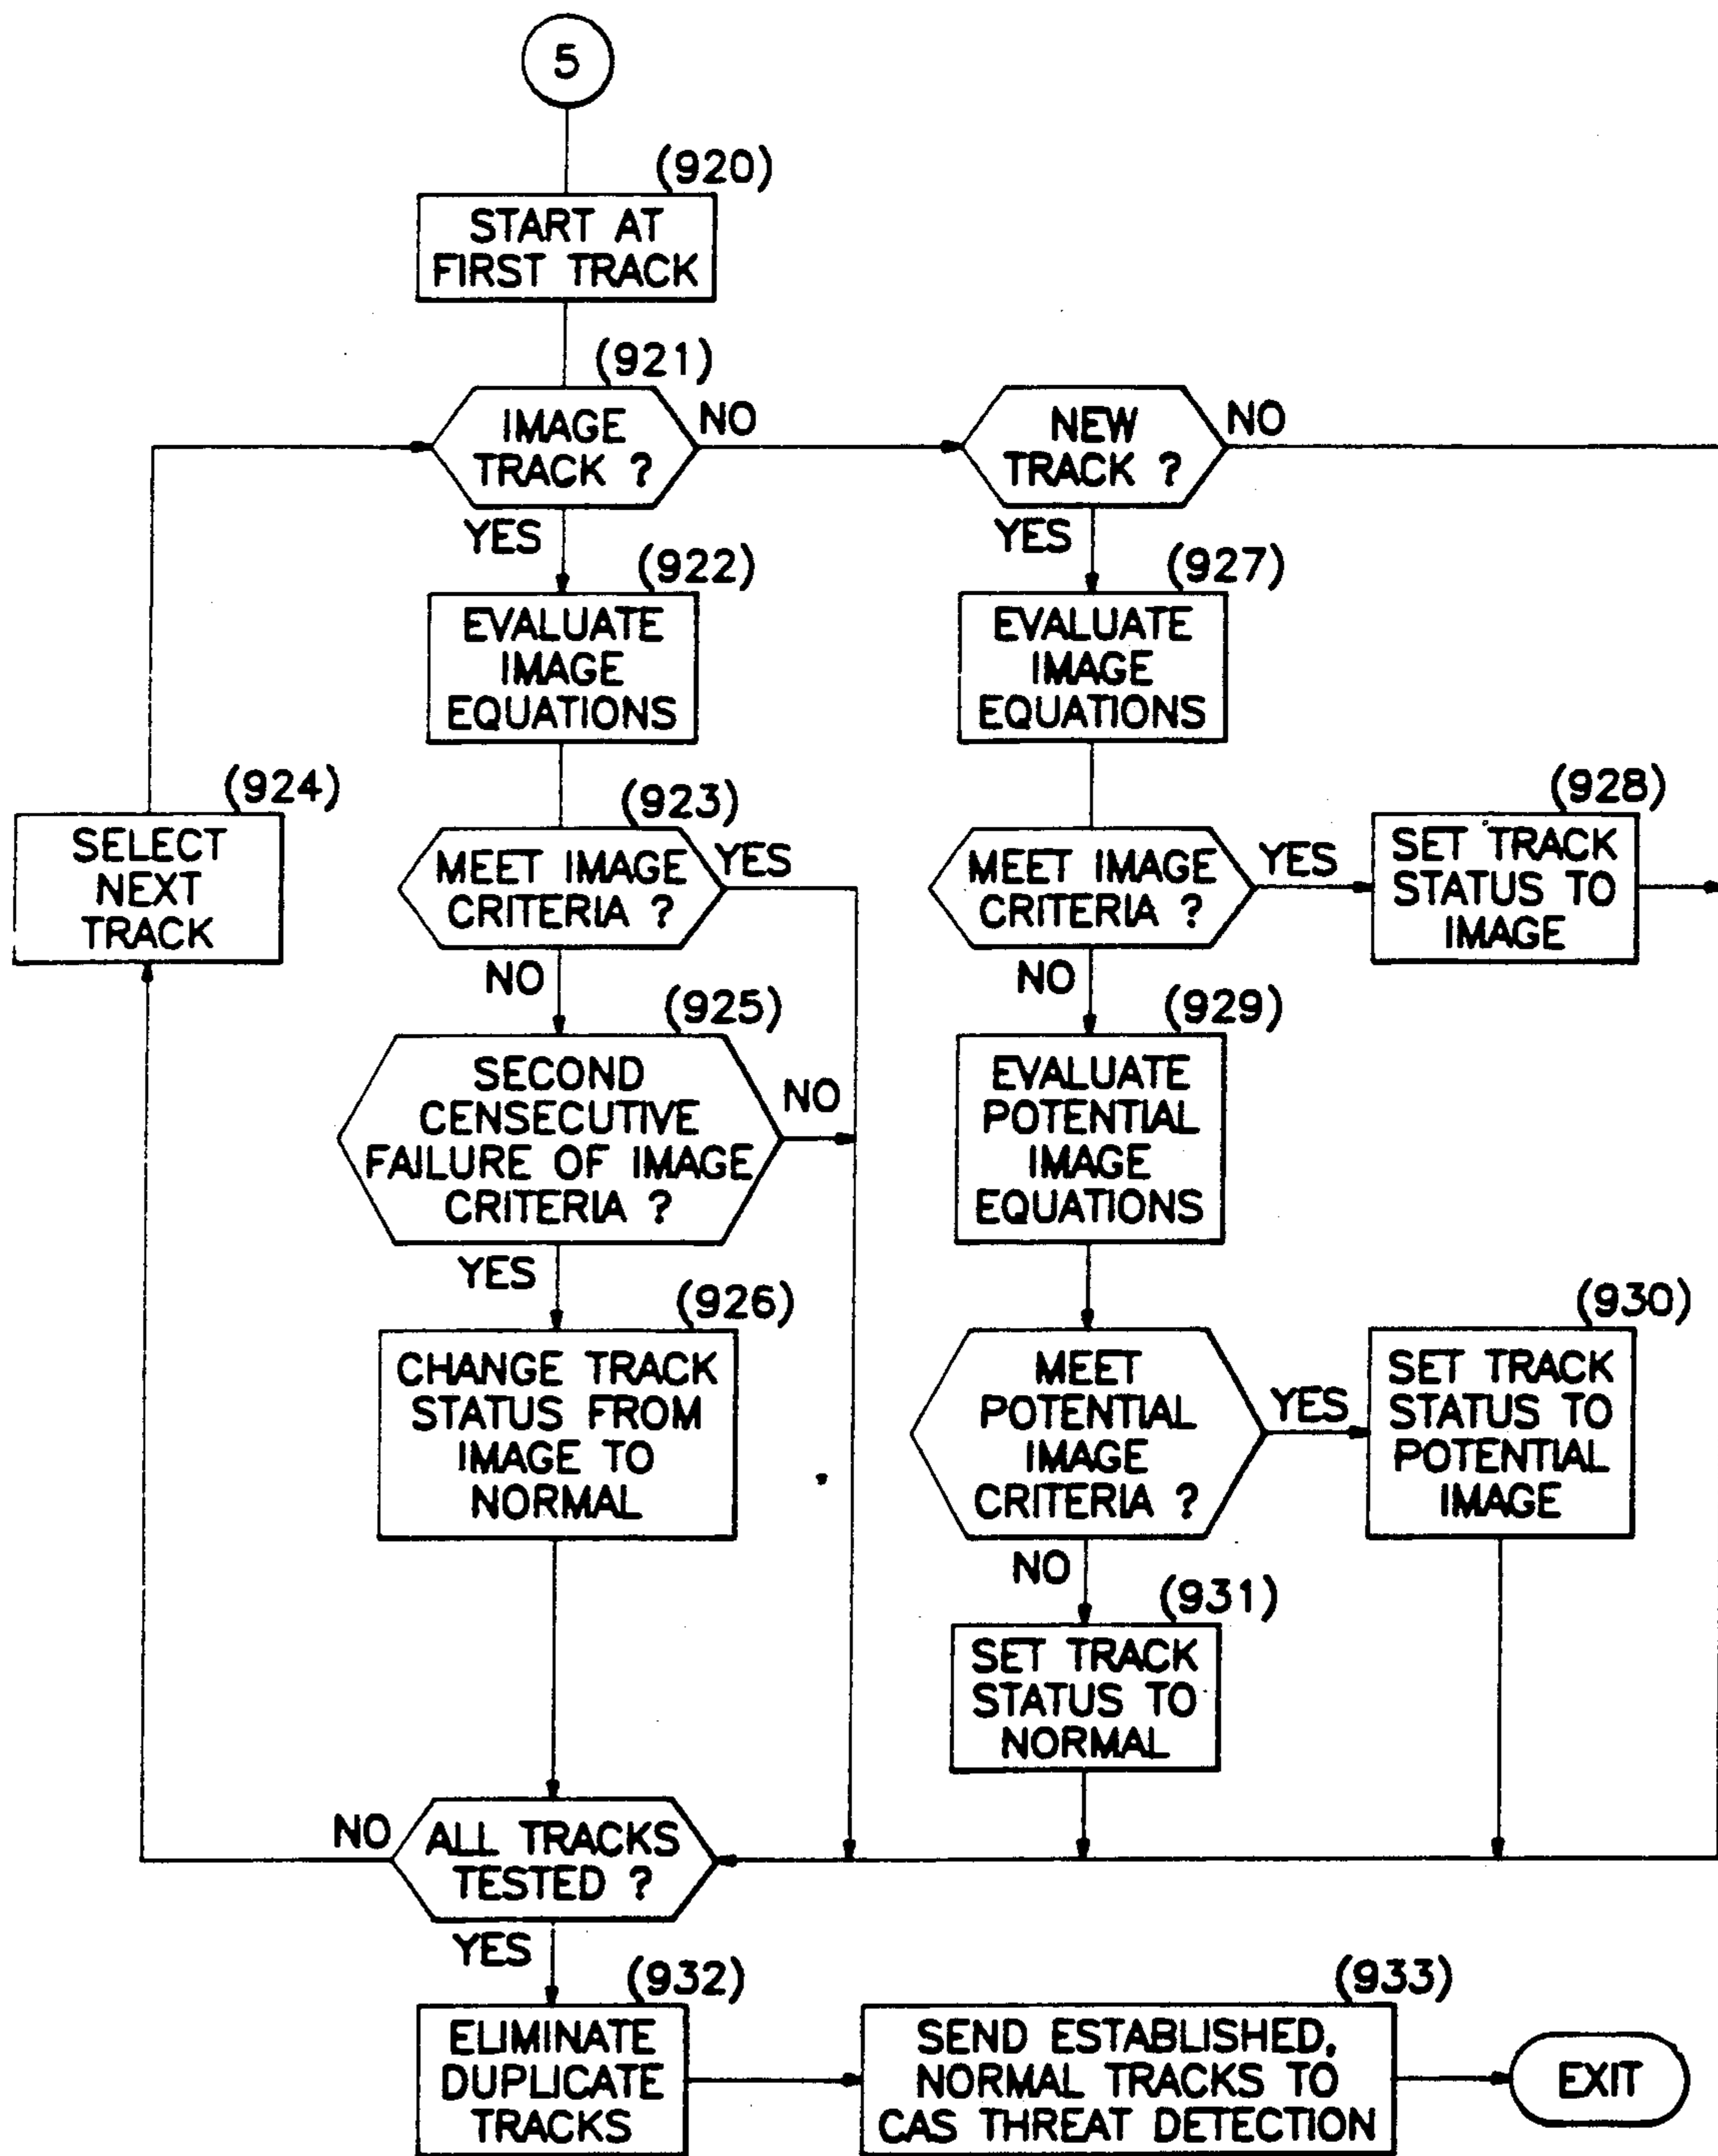 5
(920)
START AT
FIRST TRACK
(921)
IMAGE
TRACK ?
NO
YES
NEW
TRACK ?
NO
YES
(922)
EVALUATE
IMAGE
EQUATIONS
(927)
EVALUATE
IMAGE
EQUATIONS
(924)
SELECT
NEXT
TRACK
(923)
MEET IMAGE
CRITERIA ?
YES
NO
MEET IMAGE
CRITERIA ?
YES
NO
(928)
SET TRACK
STATUS TO
IMAGE
(925)
SECOND
CENSECUTIVE
FAILURE OF IMAGE
CRITERIA ?
NO
YES
(929)
EVALUATE
POTENTIAL
IMAGE
EQUATIONS
(926)
CHANGE TRACK
STATUS FROM
IMAGE TO
NORMAL
MEET
POTENTIAL
IMAGE
CRITERIA ?
YES
NO
(930)
SET TRACK
STATUS TO
POTENTIAL
IMAGE
(931)
SET TRACK
STATUS TO
NORMAL
NO
ALL TRACKS
TESTED ?
YES
(932)
ELIMINATE
DUPLICATE
TRACKS
(933)
SEND ESTABLISHED,
NORMAL TRACKS TO
CAS THREAT DETECTION
EXIT